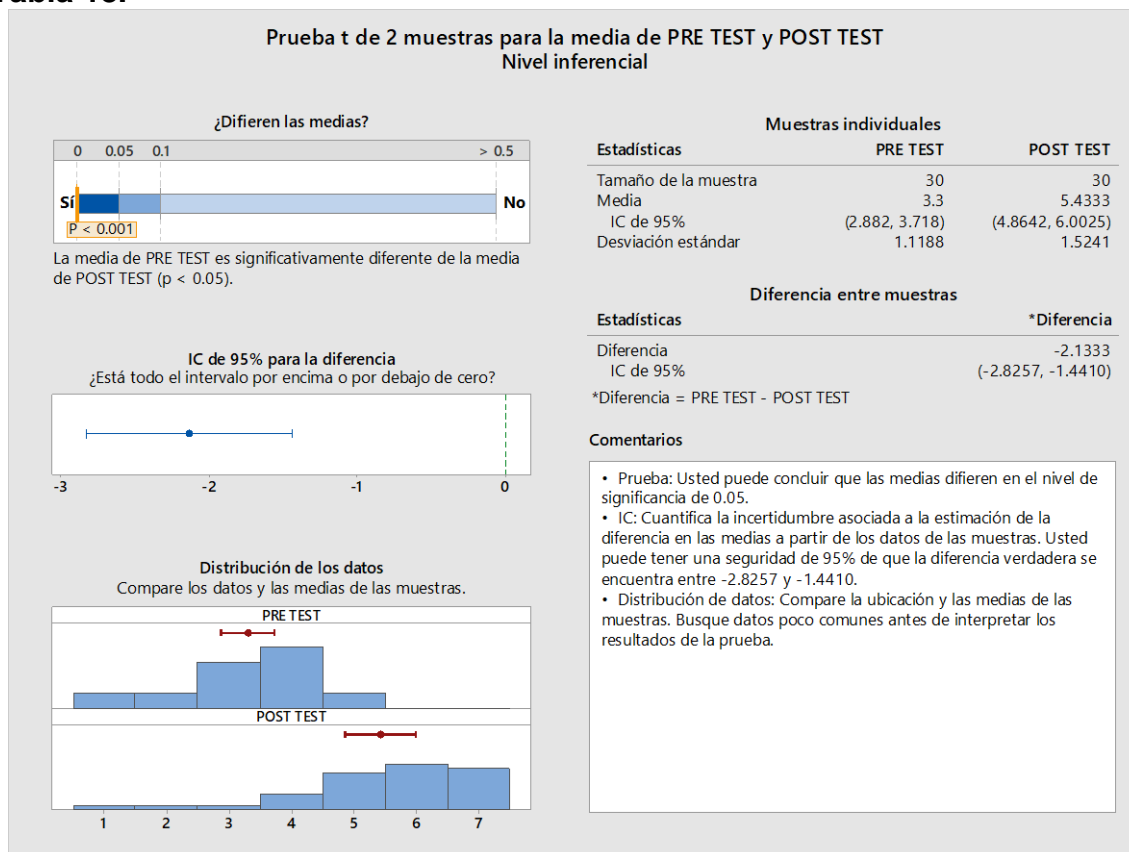 Prueba t de 2 muestras para la media de PRE TEST y POST TEST
Nivel inferencial
¿Difieren las medias?
0 0.05 0.1 > 0.5
Sí No
P < 0.001
La media de PRE TEST es significativamente diferente de la media
de POST TEST (p < 0.05).
IC de 95% para la diferencia
¿Está todo el intervalo por encima o por debajo de cero?
-3 -2 -1 0
Distribución de los datos
Compare los datos y las medias de las muestras.
PRE TEST
POST TEST
1 2 3 4 5 6 7
Muestras individuales
Estadísticas PRE TEST POST TEST
Tamaño de la muestra 30 30
Media 3.3 5.4333
IC de 95% (2.882, 3.718) (4.8642, 6.0025)
Desviación estándar 1.1188 1.5241
Diferencia entre muestras
Estadísticas *Diferencia
Diferencia -2.1333
IC de 95% (-2.8257, -1.4410)
*Diferencia = PRE TEST - POST TEST
Comentarios
• Prueba: Usted puede concluir que las medias difieren en el nivel de
significancia de 0.05.
• IC: Cuantifica la incertidumbre asociada a la estimación de la
diferencia en las medias a partir de los datos de las muestras. Usted
puede tener una seguridad de 95% de que la diferencia verdadera se
encuentra entre -2.8257 y -1.4410.
• Distribución de datos: Compare la ubicación y las medias de las
muestras. Busque datos poco comunes antes de interpretar los
resultados de la prueba.